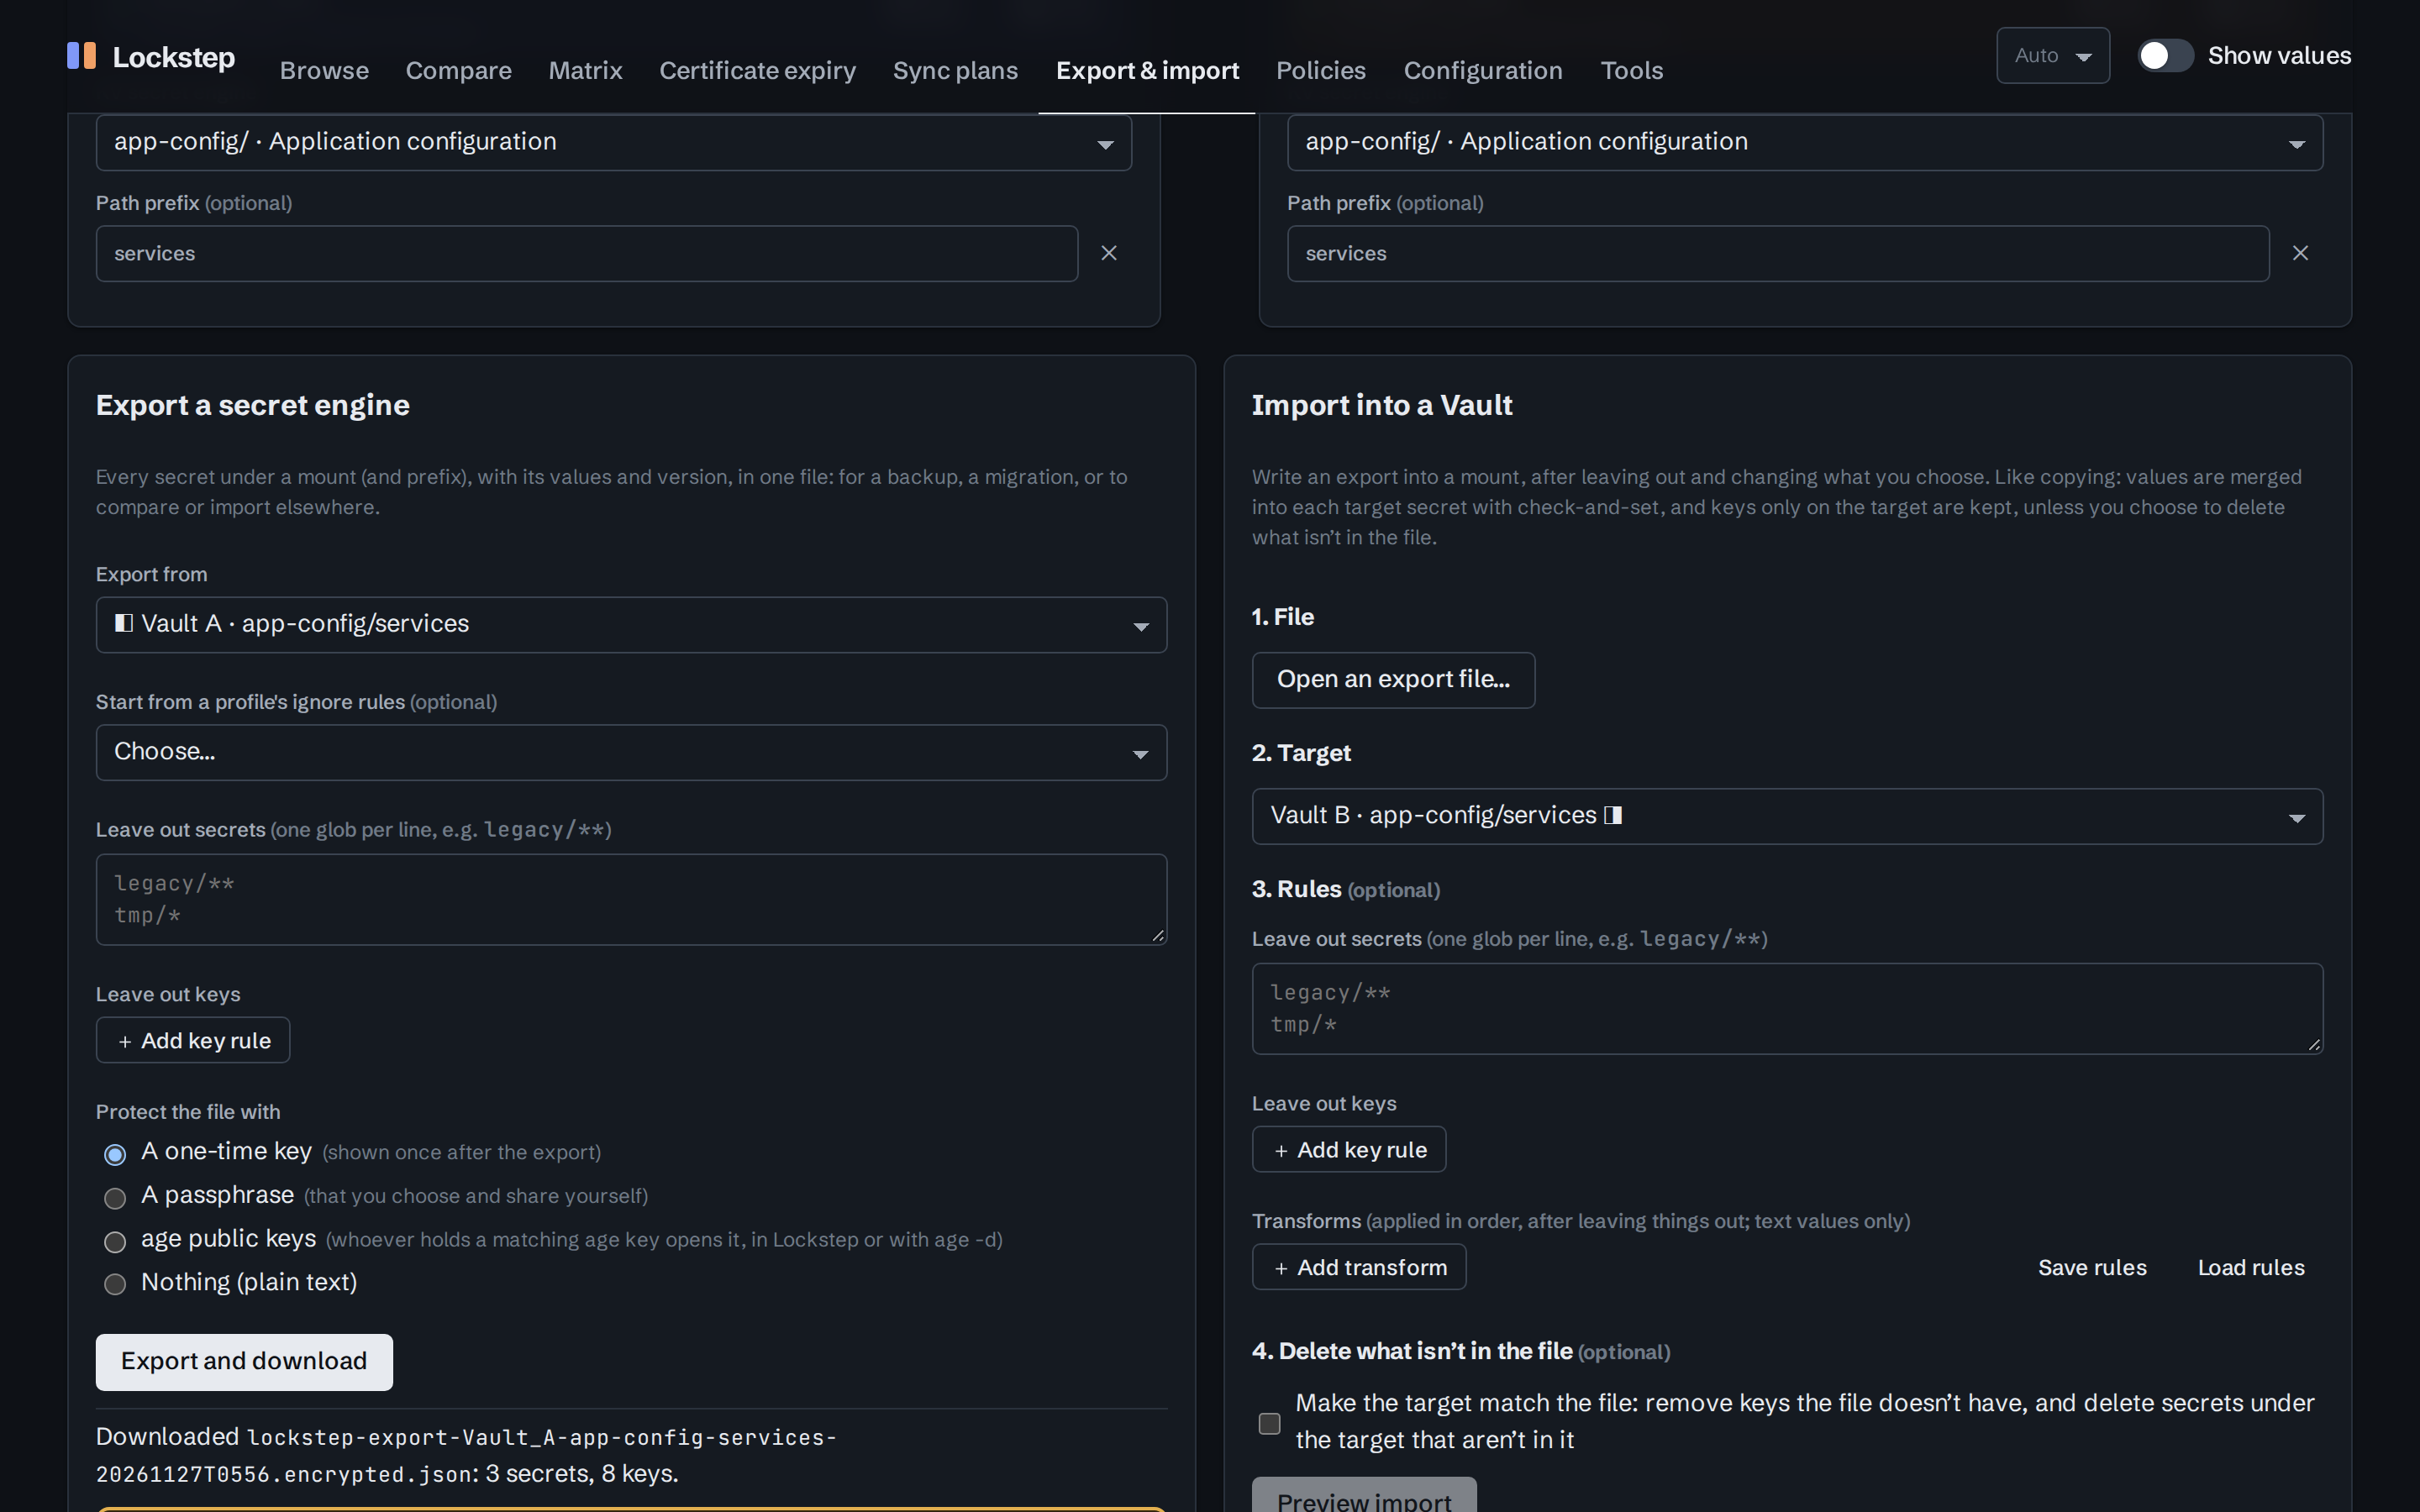 Lockstep
Browse
Compare
Matrix
Certificate expiry
Sync plans
Export & import
Policies
Configuration
Tools
Auto
Show values
app-config/ · Application configuration
Path prefix (optional)
services
app-config/ · Application configuration
Path prefix (optional)
services
Export a secret engine
Every secret under a mount (and prefix), with its values and version, in one file: for a backup, a migration, or to
compare or import elsewhere.
Export from
Vault A · app-config/services
Start from a profile's ignore rules (optional)
Choose...
Leave out secrets (one glob per line, e.g. legacy/**)
legacy/**
tmp/*
Leave out keys
+ Add key rule
Protect the file with
A one-time key (shown once after the export)
A passphrase (that you choose and share yourself)
age public keys (whoever holds a matching age key opens it, in Lockstep or with age -d)
Nothing (plain text)
Export and download
Downloaded lockstep-export-Vault_A-app-config-services-
20261127T0556.encrypted.json: 3 secrets, 8 keys.
Import into a Vault
Write an export into a mount, after leaving out and changing what you choose. Like copying: values are merged
into each target secret with check-and-set, and keys only on the target are kept, unless you choose to delete
what isn’t in the file.
1. File
Open an export file...
2. Target
Vault B · app-config/services
3. Rules (optional)
Leave out secrets (one glob per line, e.g. legacy/**)
legacy/**
tmp/*
Leave out keys
+ Add key rule
Transforms (applied in order, after leaving things out; text values only)
+ Add transform
Save rules
Load rules
4. Delete what isn’t in the file (optional)
Make the target match the file: remove keys the file doesn’t have, and delete secrets under
the target that aren’t in it
Preview import